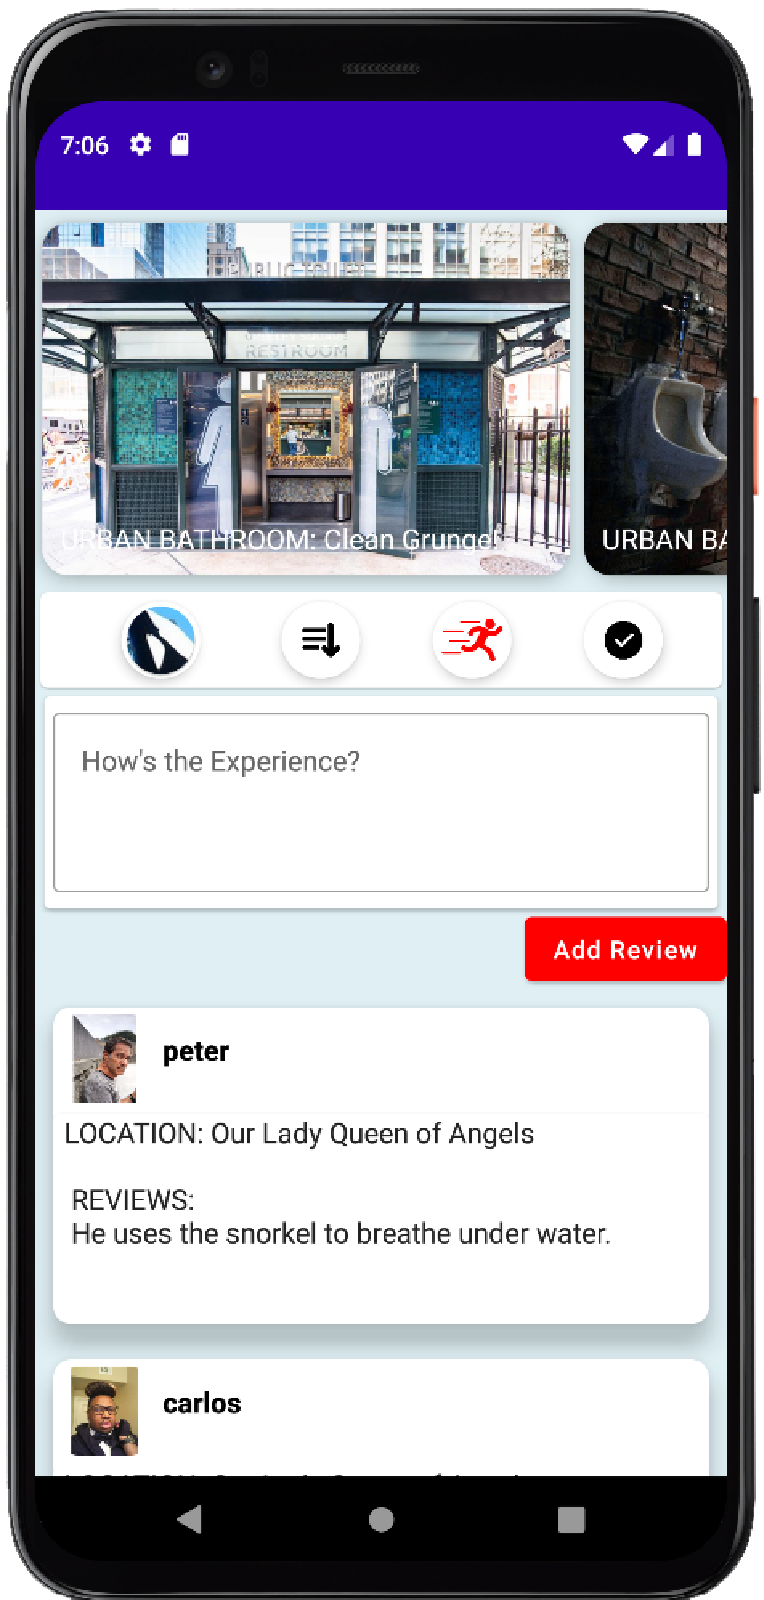 7:06
PUBLIC TOILET
RESTROOM
URBAN BATHROOM: Clean Grunge!
URBAN BA
How's the Experience?
Add Review
peter
LOCATION: Our Lady Queen of Angels
REVIEWS:
He uses the snorkel to breathe under water.
carlos